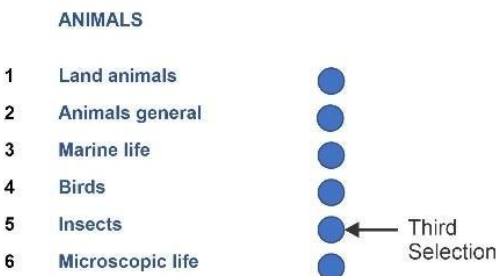 ANIMALS
1 Land animals
2 Animals general
3 Marine life
4 Birds
5 Insects
Third
Selection
6 Microscopic life